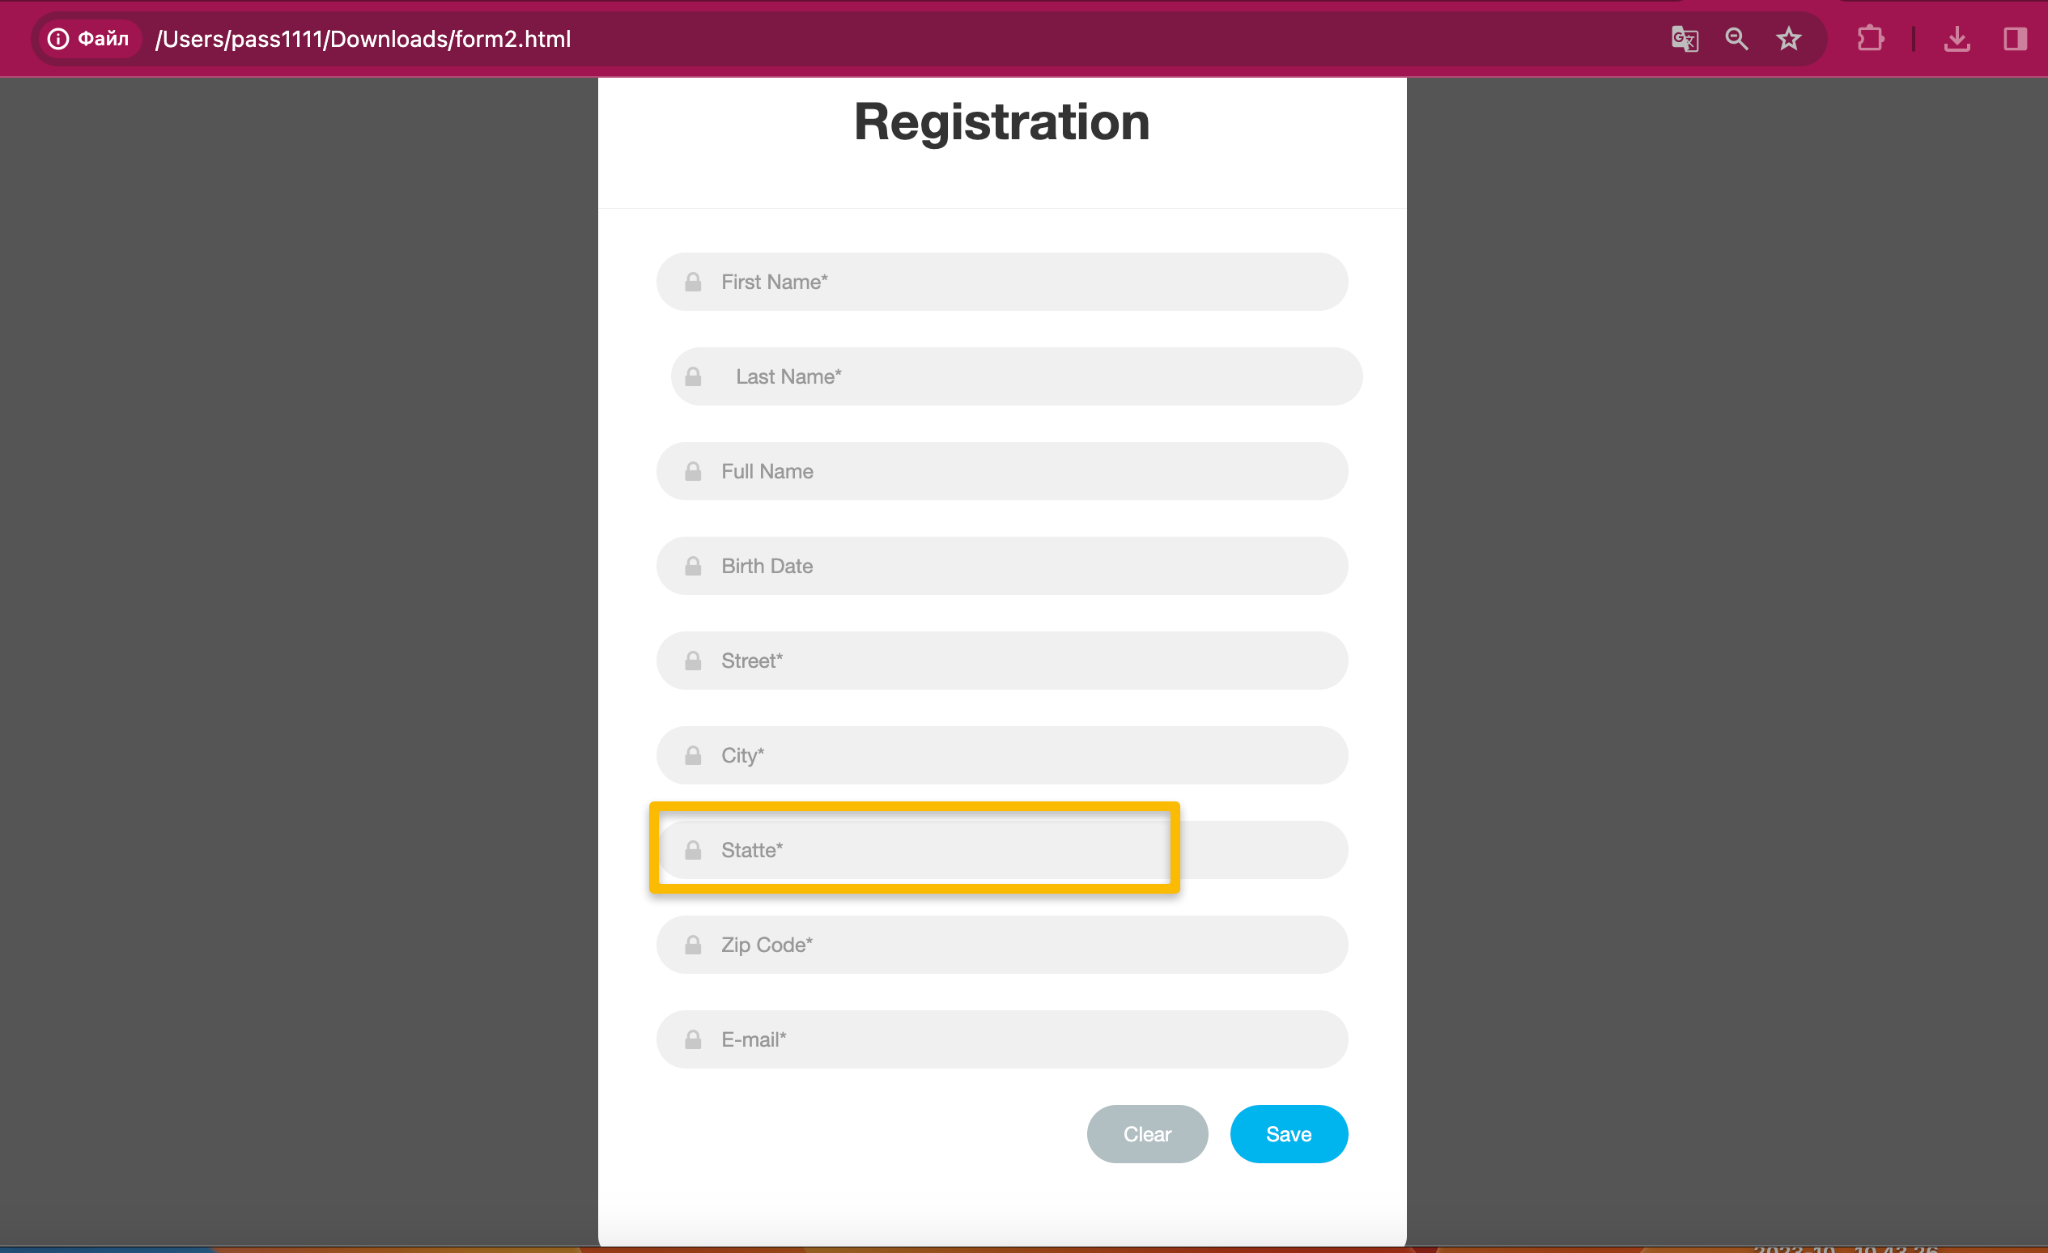 Файл /Users/pass1111/Downloads/form2.html
Registration
First Name*
Last Name*
Full Name
Birth Date
Street*
City*
Statte*
Zip Code*
E-mail*
Clear Save